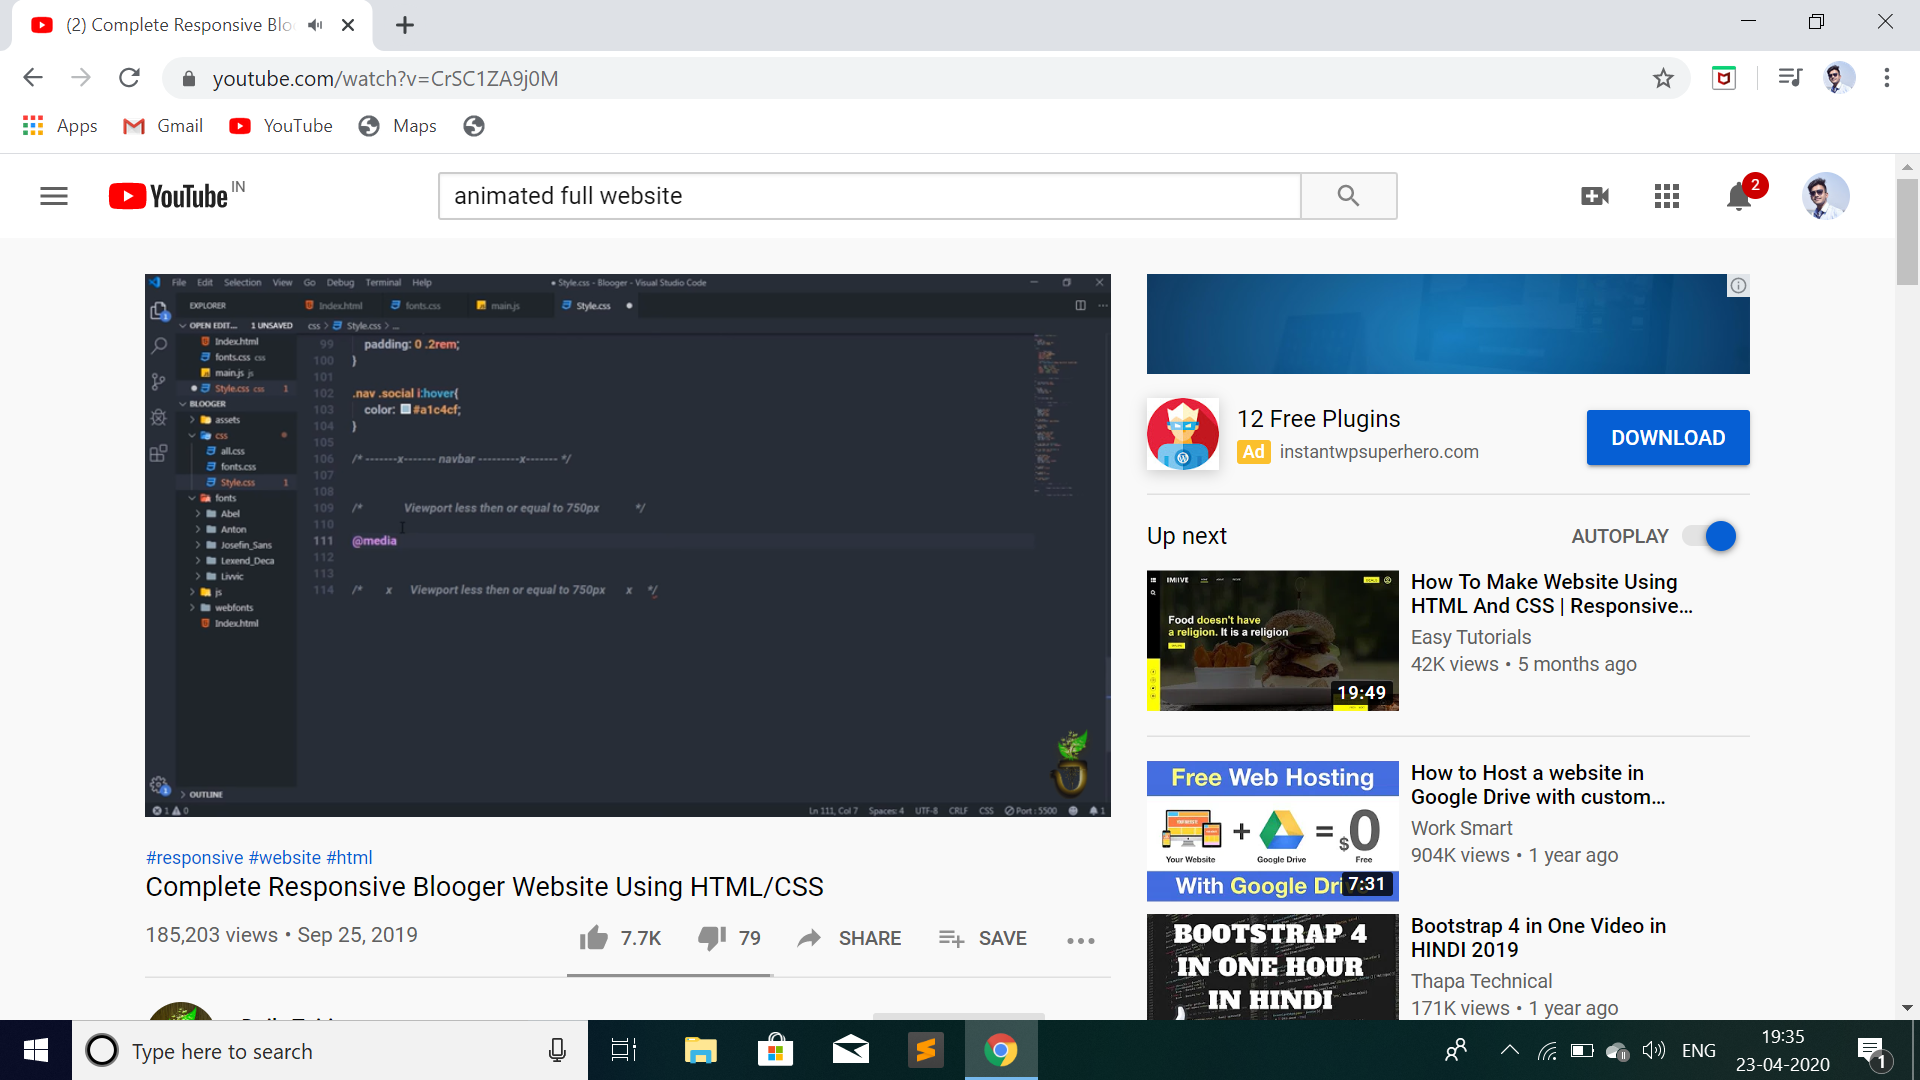 (2) Complete Responsive Bloo
youtube.com/watch?v=CrSC1ZA9j0M
Apps Gmail YouTube Maps
YouTube IN
animated full website
2
File Edit Selection View Go Debug Terminal Help ● Style.css - Blooger - Visual Studio Code
EXPLORER Index.html fonts.css main.js Style.css
OPEN EDIT... 1 UNSAVED css > Style.css > ...
Index.html
fonts.css css
main.js js
Style.css css 1
BLOOGER
assets
css
all.css
fonts.css
Style.css 1
fonts
Abel
Anton
Josefin_Sans
Lexend_Deca
Livvic
js
webfonts
Index.html
OUTLINE
99 padding: 0 .2rem;
100 }
101
102 .nav .social i:hover{
103 color: #a1c4cf;
104 }
105
106 /* -------x------- navbar ---------x------- */
107
108
109 /* Viewport less then or equal to 750px */
110
111 @media
112
113
114 /* x Viewport less then or equal to 750px x */
1 0 Ln 111, Col 7 Spaces: 4 UTF-8 CRLF CSS Port : 5500 1
#responsive #website #html
Complete Responsive Blooger Website Using HTML/CSS
185,203 views • Sep 25, 2019
7.7K 79 SHARE SAVE
12 Free Plugins
Ad instantwpsuperhero.com
DOWNLOAD
Up next AUTOPLAY
Food doesn't have
a religion. It is a religion
19:49
How To Make Website Using
HTML And CSS | Responsive...
Easy Tutorials
42K views • 5 months ago
Free Web Hosting
+ = $0
Your Website Google Drive Free
With Google Dri
7:31
How to Host a website in
Google Drive with custom...
Work Smart
904K views • 1 year ago
BOOTSTRAP 4
IN ONE HOUR
IN HINDI
Bootstrap 4 in One Video in
HINDI 2019
Thapa Technical
171K views • 1 year ago
Type here to search
ENG
19:35
23-04-2020
1